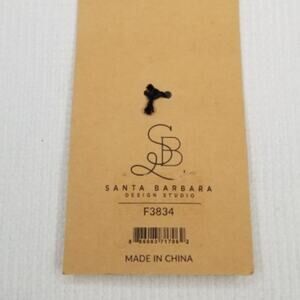 SB
SANTA BARBARA
DESIGN STUDIO
F3834
MADE IN CHINA